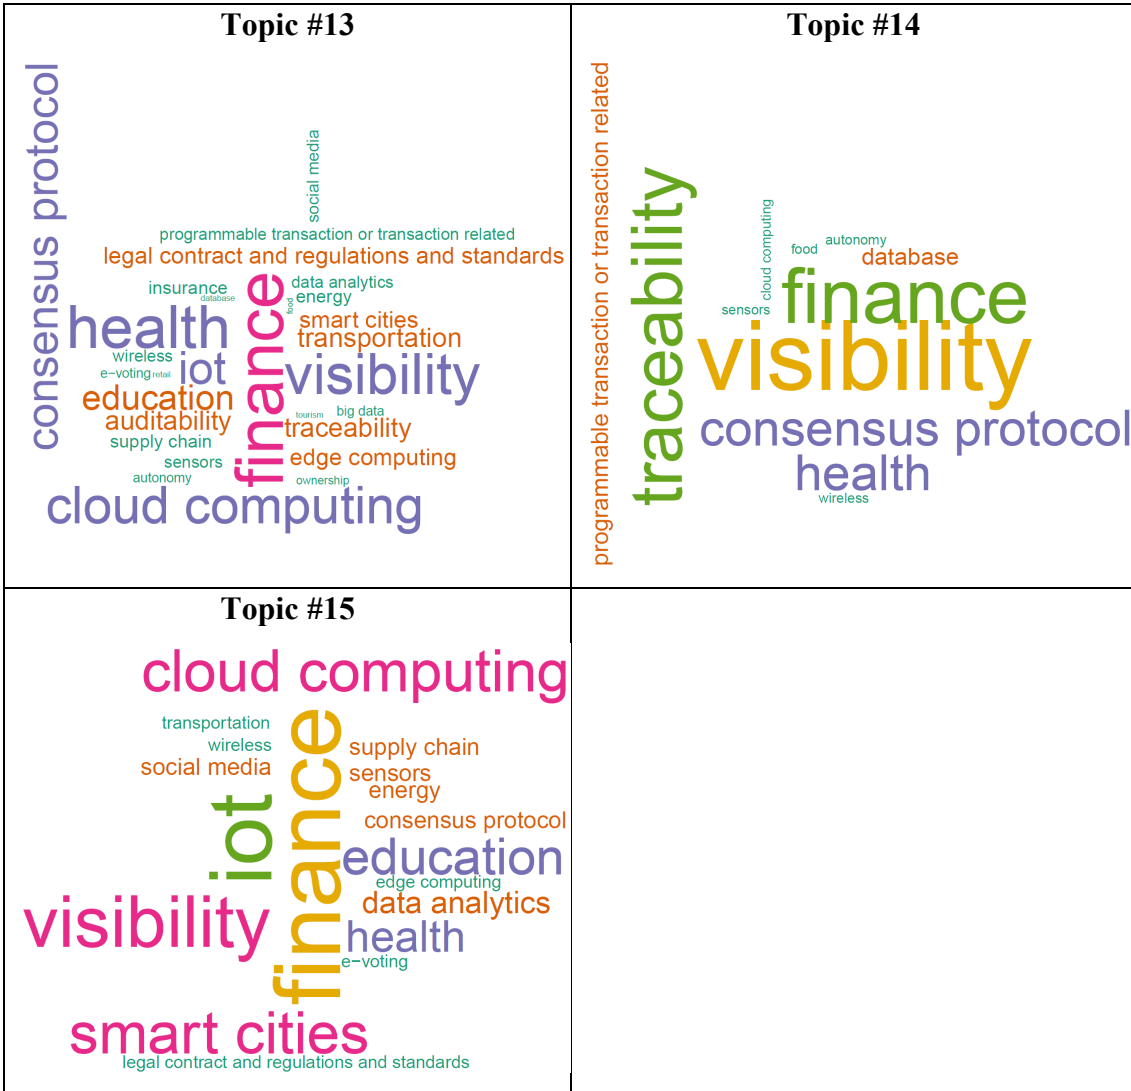 Topic #13
consensus protocol
social media
programmable transaction or transaction related
legal contract and regulations and standards
insurance
database
health
wireless
iot
e−voting
retail
education
auditability
supply chain
sensors
autonomy
finance
food
data analytics
energy
smart cities
transportation
visibility
tourism
big data
traceability
edge computing
ownership
cloud computing
Topic #14
programmable transaction or transaction related
traceability
cloud computing
food
autonomy
database
sensors
finance
visibility
consensus protocol
health
wireless
Topic #15
cloud computing
transportation
wireless
social media
iot
finance
supply chain
sensors
energy
consensus protocol
education
edge computing
data analytics
visibility
health
e−voting
smart cities
legal contract and regulations and standards